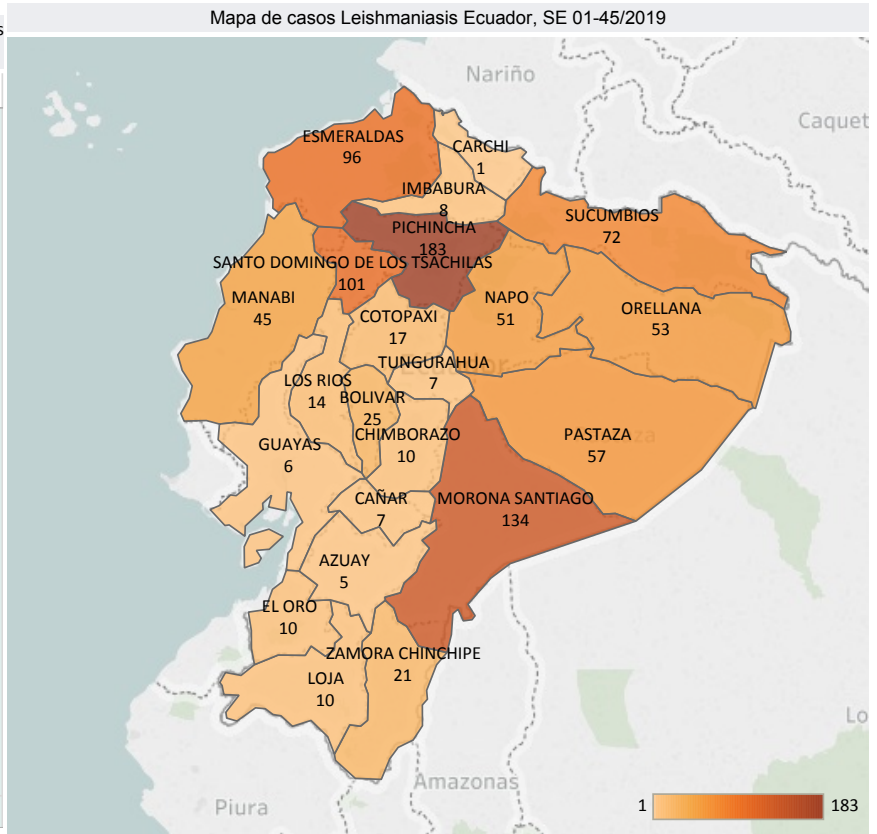 s
Mapa de casos Leishmaniasis Ecuador, SE 01-45/2019
Nariño
Caquet
ESMERALDAS
96
CARCHI
1
IMBABURA
8
SUCUMBIOS
72
PICHINCHA
183
SANTO DOMINGO DE LOS TSACHILAS
101
MANABI
45
NAPO
51
ORELLANA
53
COTOPAXI
17
TUNGURAHUA
7
LOS RIOS
14
BOLIVAR
25
CHIMBORAZO
10
PASTAZA
57
GUAYAS
6
CAÑAR
7
MORONA SANTIAGO
134
AZUAY
5
EL ORO
10
ZAMORA CHINCHIPE
21
LOJA
10
Lo
Amazonas
Piura
1
183